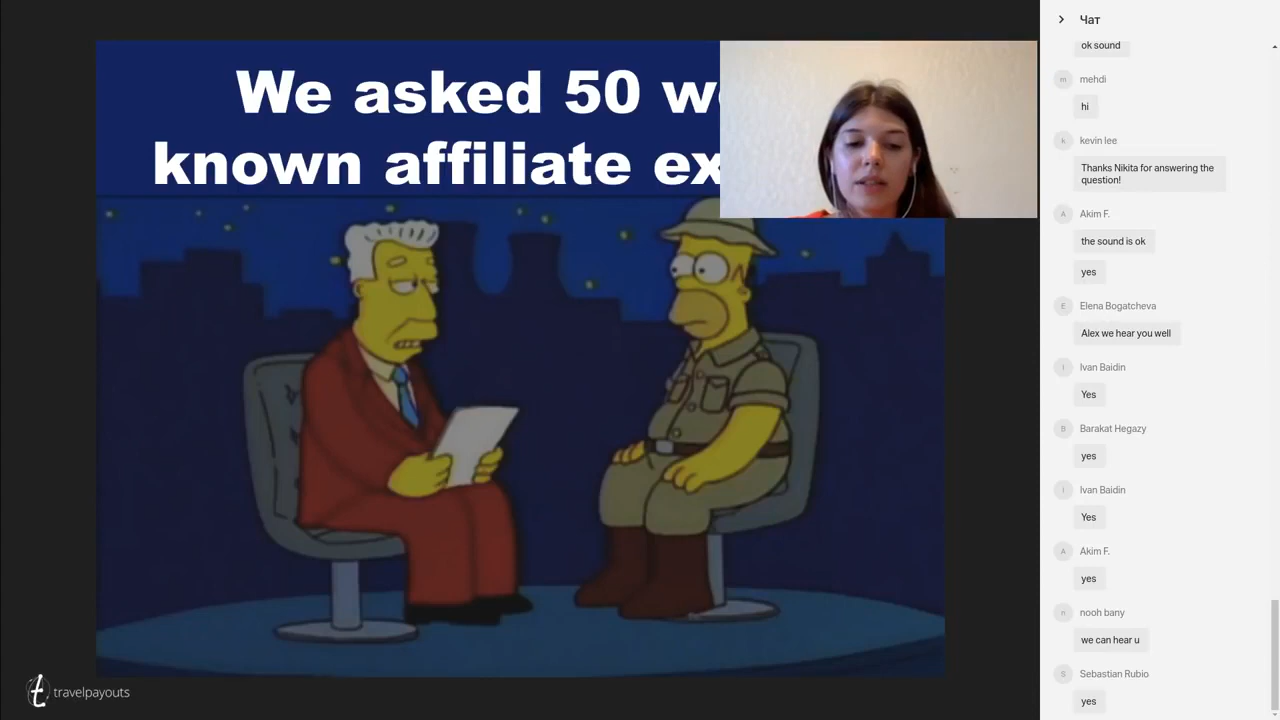 We asked 50 w
known affiliate ex
travelpayouts
Чат
ok sound
m
mehdi
hi
k
kevin lee
Thanks Nikita for answering the
question!
A
Akim F.
the sound is ok
yes
E
Elena Bogatcheva
Alex we hear you well
I
Ivan Baidin
Yes
B
Barakat Hegazy
yes
I
Ivan Baidin
Yes
A
Akim F.
yes
n
nooh bany
we can hear u
S
Sebastian Rubio
yes